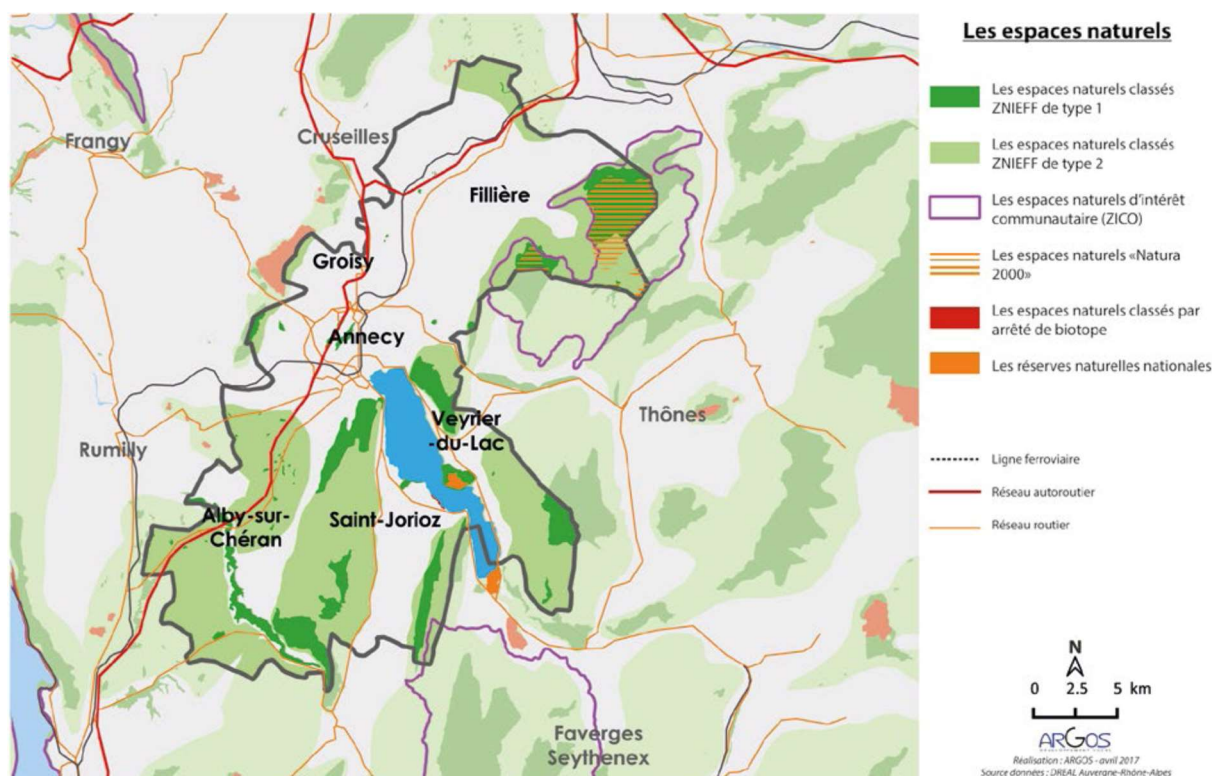 Les espaces naturels
Les espaces naturels classés
ZNIEFF de type 1
Les espaces naturels classés
ZNIEFF de type 2
Les espaces naturels d'intérêt
communautaire (ZICO)
Les espaces naturels «Natura
2000»
Les espaces naturels classés par
arrêté de biotope
Les réserves naturelles nationales
Ligne ferroviaire
Réseau autoroutier
Réseau routier
N
0 2.5 5 km
ARGOS
DEVELOPPEMENT LOCAL
Réalisation : ARGOS - avril 2017
Source données : DREAL Auvergne-Rhône-Alpes
Frangy
Cruseilles
Fillière
Groisy
Annecy
Veyrier
-du-Lac
Thônes
Rumilly
Alby-sur-
Chéran
Saint-Jorioz
Faverges
Seythenex